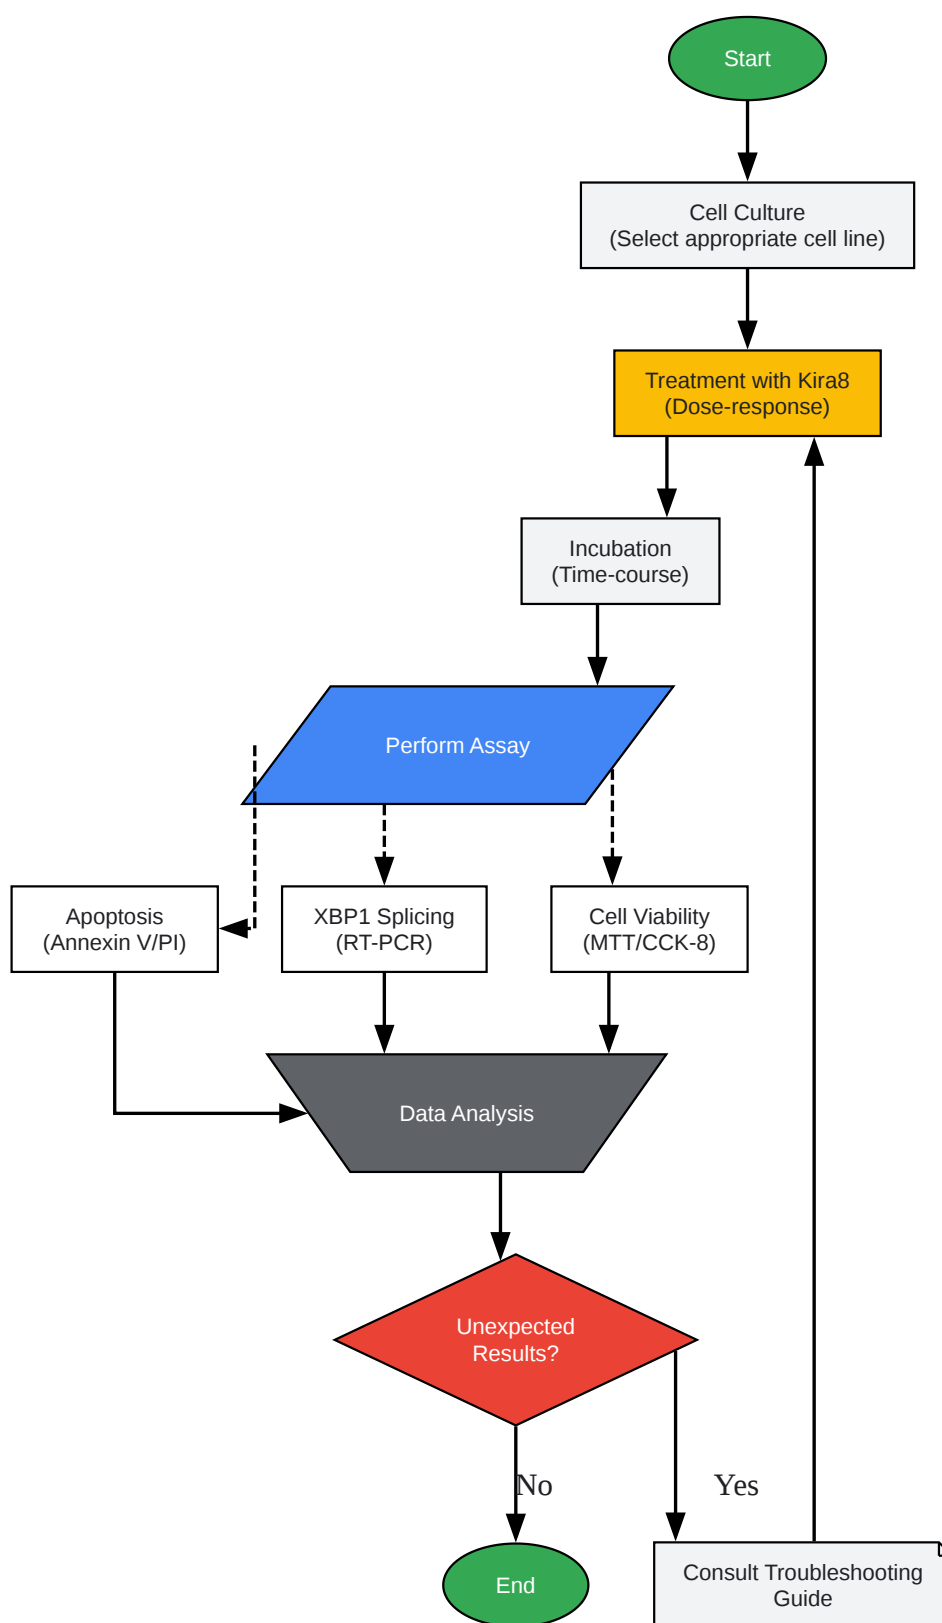 Start
Cell Culture
(Select appropriate cell line)
Treatment with Kira8
(Dose-response)
Incubation
(Time-course)
Perform Assay
Apoptosis
(Annexin V/PI)
XBP1 Splicing
(RT-PCR)
Cell Viability
(MTT/CCK-8)
Data Analysis
Unexpected
Results?
No
Yes
End
Consult Troubleshooting
Guide